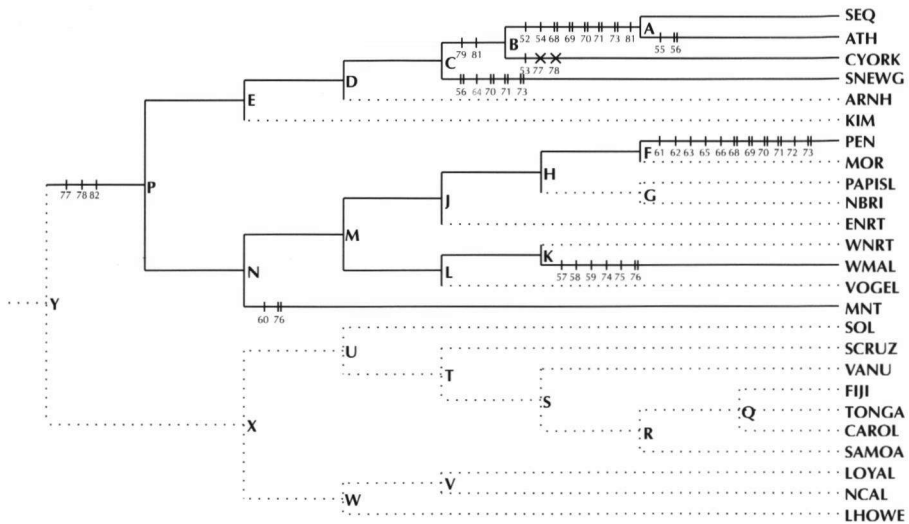 SEQ
A
ATH
52 54 68 69 70 71 73 81
55 56
B
CYORK
79 81
53 77 78
C
SNEWG
56 64 70 71 73
D
ARNH
E
KIM
PEN
F
61 62 63 65 66 68 69 70 71 72 73
MOR
H
PAPISL
G
NBRI
77 78 82
P
J
ENRT
M
WNRT
K
WMAL
57 58 59 74 75 76
N
L
VOGEL
Y
MNT
60 76
SOL
U
SCRUZ
T
VANU
S
FIJI
Q
TONGA
X
R
CAROL
SAMOA
LOYAL
V
NCAL
W
LHOWE